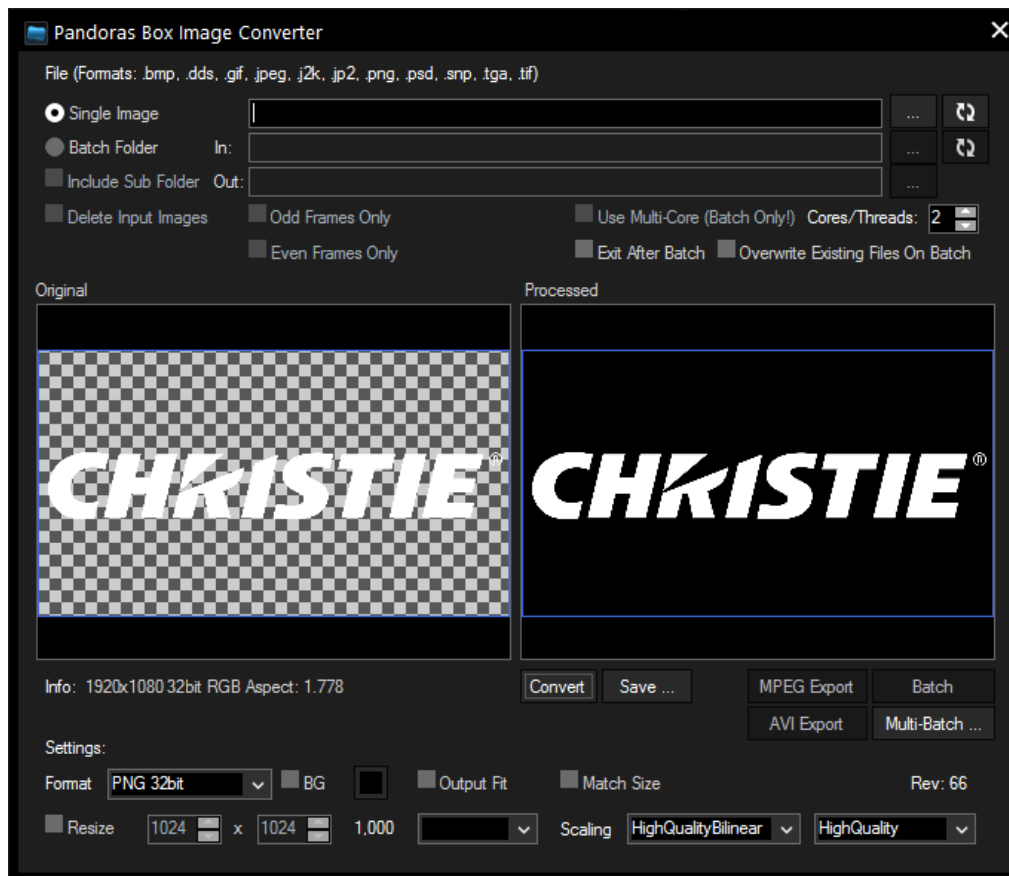 Pandoras Box Image Converter
File (Formats: .bmp, .dds, .gif, .jpeg, .j2k, .jp2, .png, .psd, .snp, .tga, .tif)
Single Image ...
Batch Folder In: ...
Include Sub Folder Out: ...
Delete Input Images Odd Frames Only Use Multi-Core (Batch Only!) Cores/Threads: 2
Even Frames Only Exit After Batch Overwrite Existing Files On Batch
Original Processed
CHRISTIE® CHRISTIE®
Info: 1920x1080 32bit RGB Aspect: 1.778 Convert Save ... MPEG Export Batch
AVI Export Multi-Batch ...
Settings:
Format PNG 32bit BG Output Fit Match Size Rev: 66
Resize 1024 x 1024 1,000 Scaling HighQualityBilinear HighQuality